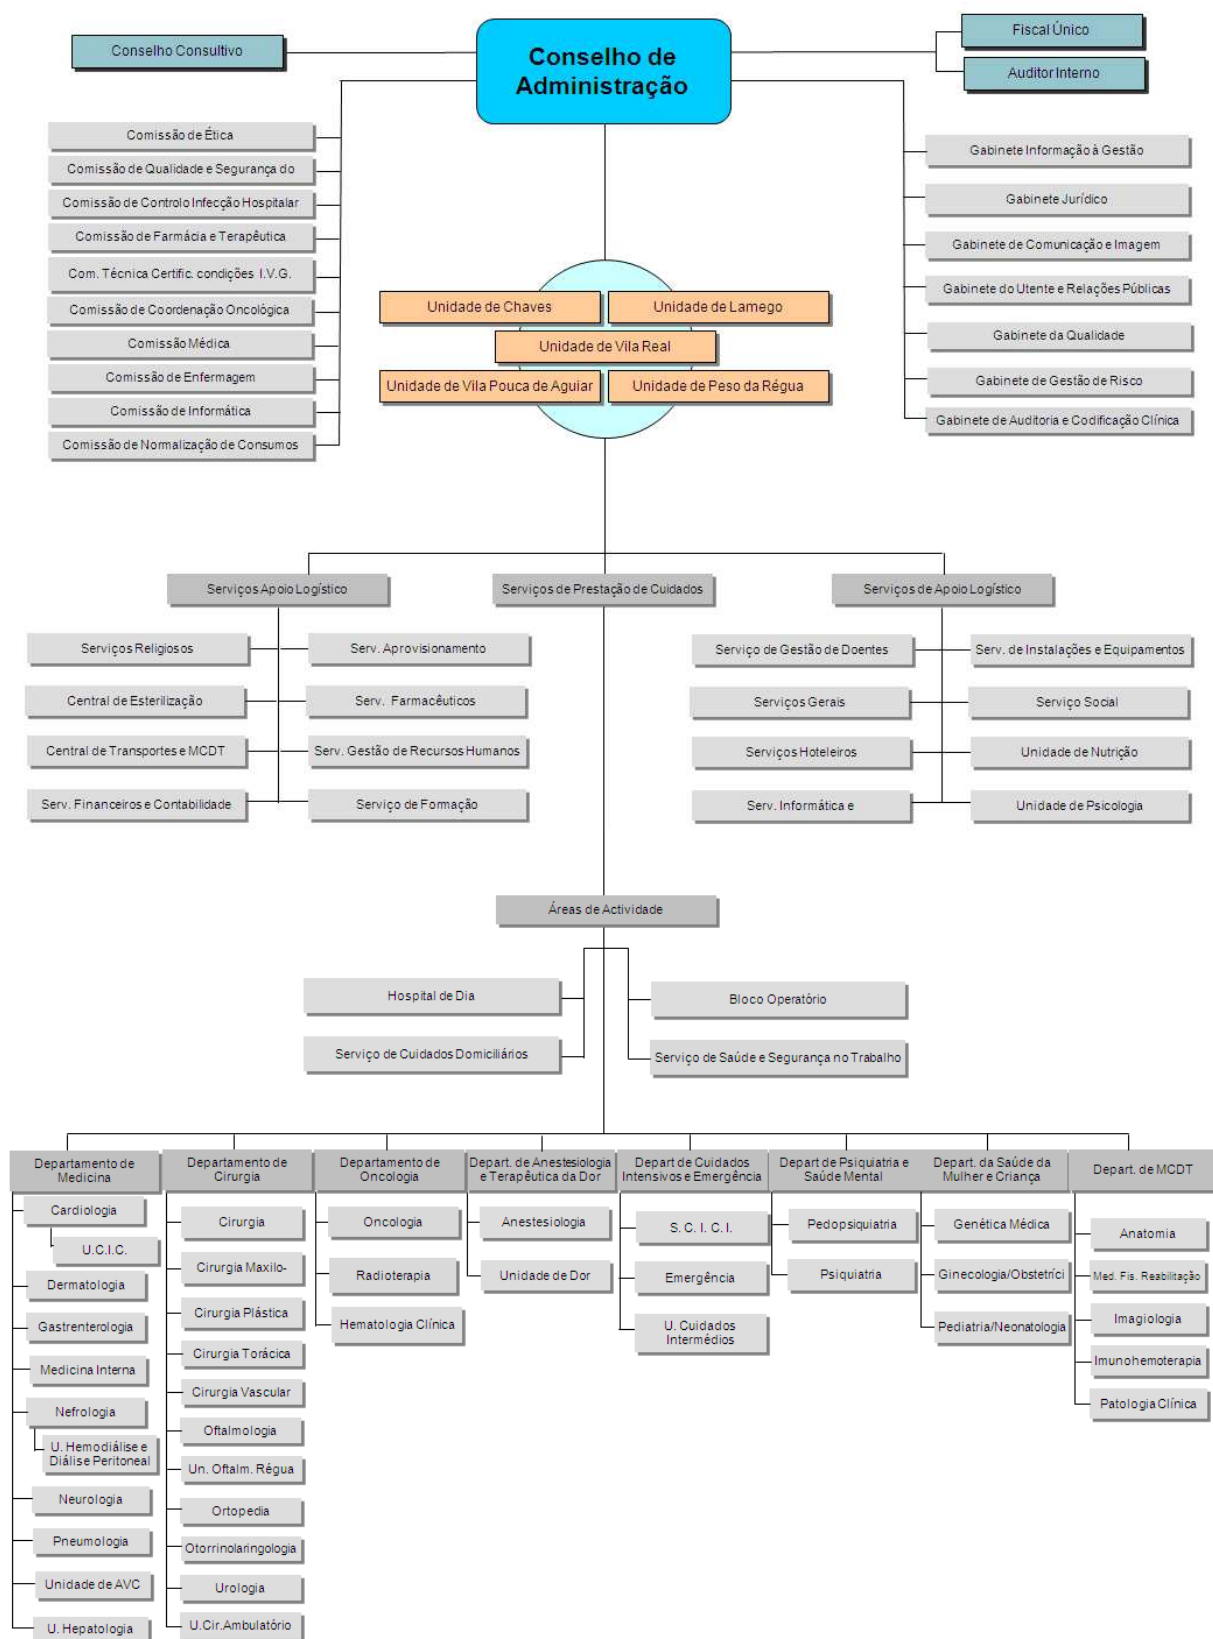 Conselho Consultivo
Conselho de
Administração
Fiscal Único
Auditor Interno
Comissão de Ética
Comissão de Qualidade e Segurança do
Comissão de Controlo Infecção Hospitalar
Comissão de Farmácia e Terapêutica
Com. Técnica Certific. condições I.V.G.
Comissão de Coordenação Oncológica
Comissão Médica
Comissão de Enfermagem
Comissão de Informática
Comissão de Normalização de Consumos
Gabinete Informação à Gestão
Gabinete Jurídico
Gabinete de Comunicação e Imagem
Gabinete do Utente e Relações Públicas
Gabinete da Qualidade
Gabinete de Gestão de Risco
Gabinete de Auditoria e Codificação Clínica
Unidade de Chaves
Unidade de Lamego
Unidade de Vila Real
Unidade de Vila Pouca de Aguiar
Unidade de Peso da Régua
Serviços Apoio Logístico
Serviços de Prestação de Cuidados
Serviços de Apoio Logístico
Serviços Religiosos
Serv. Aprovisionamento
Central de Esterilização
Serv. Farmacêuticos
Central de Transportes e MCDT
Serv. Gestão de Recursos Humanos
Serv. Financeiros e Contabilidade
Serviço de Formação
Serviço de Gestão de Doentes
Serv. de Instalações e Equipamentos
Serviços Gerais
Serviço Social
Serviços Hoteleiros
Unidade de Nutrição
Serv. Informática e
Unidade de Psicologia
Áreas de Actividade
Hospital de Dia
Bloco Operatório
Serviço de Cuidados Domiciliários
Serviço de Saúde e Segurança no Trabalho
Departamento de
Medicina
Cardiologia
U.C.I.C.
Dermatologia
Gastrenterologia
Medicina Interna
Nefrologia
U. Hemodiálise e
Diálise Peritoneal
Neurologia
Pneumologia
Unidade de AVC
U. Hepatologia
Departamento de
Cirurgia
Cirurgia
Cirurgia Maxilo-
Cirurgia Plástica
Cirurgia Torácica
Cirurgia Vascular
Oftalmologia
Un. Oftalm. Régua
Ortopedia
Otorrinolaringologia
Urologia
U.Cir.Ambulatório
Departamento de
Oncologia
Oncologia
Radioterapia
Hematologia Clínica
Depart. de Anestesiologia
e Terapêutica da Dor
Anestesiologia
Unidade de Dor
Depart de Cuidados
Intensivos e Emergência
S. C. I. C. I.
Emergência
U. Cuidados
Intermédios
Depart de Psiquiatria e
Saúde Mental
Pedopsiquiatria
Psiquiatria
Depart. da Saúde da
Mulher e Criança
Genética Médica
Ginecologia/Obstetríci
Pediatria/Neonatologia
Depart. de MCDT
Anatomia
Med. Fis. Reabilitação
Imagiologia
Imunohemoterapia
Patologia Clínica